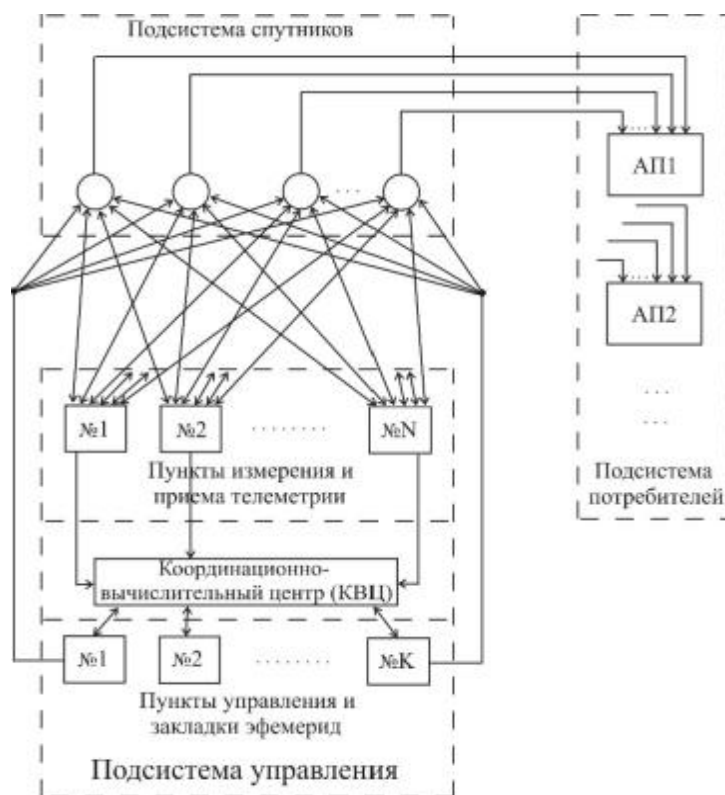 Подсистема спутников
АП1
АП2
№1
№2
№N
Пункты измерения и
приема телеметрии
Подсистема
потребителей
Координационно-
вычислительный центр (КВЦ)
№1
№2
№K
Пункты управления и
закладки эфемерид
Подсистема управления